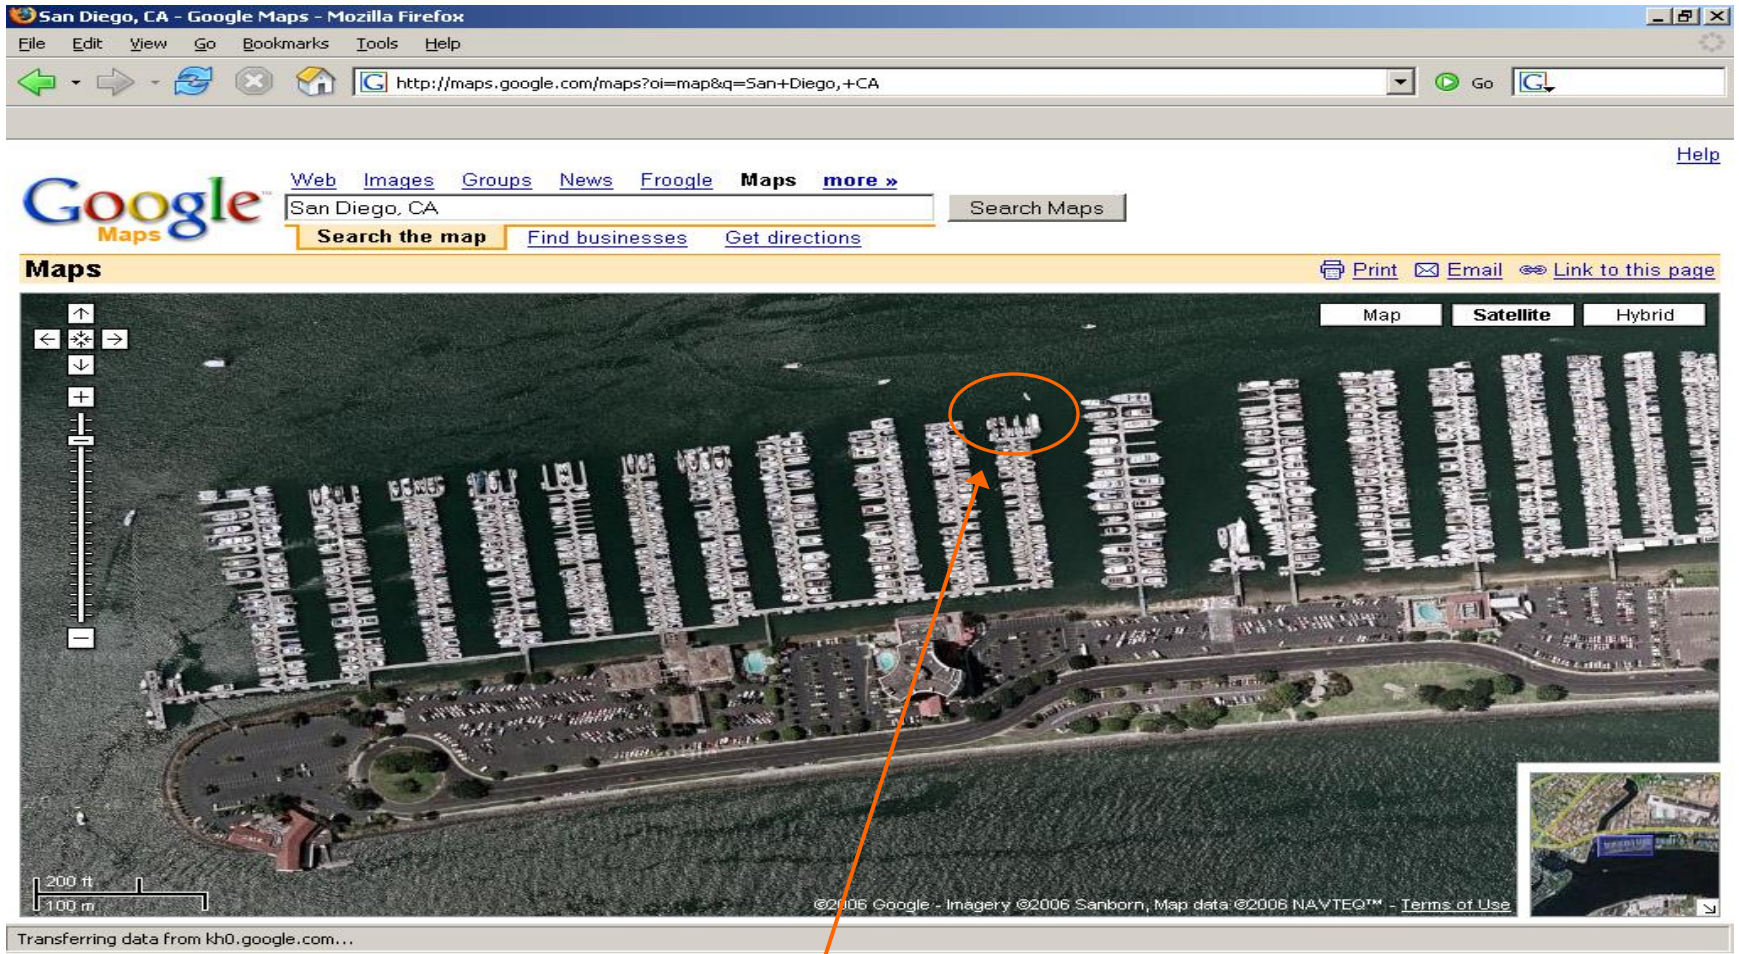 San Diego, CA - Google Maps - Mozilla Firefox
File Edit View Go Bookmarks Tools Help
http://maps.google.com/maps?oi=map&q=San+Diego,+CA Go
Help
Google Maps
Web Images Groups News Froogle Maps more »
San Diego, CA Search Maps
Search the map Find businesses Get directions
Maps Print Email Link to this page
Map Satellite Hybrid
200 ft
100 m
©2006 Google - Imagery ©2006 Sanborn, Map data ©2006 NAVTEQ™ - Terms of Use
Transferring data from kh0.google.com...